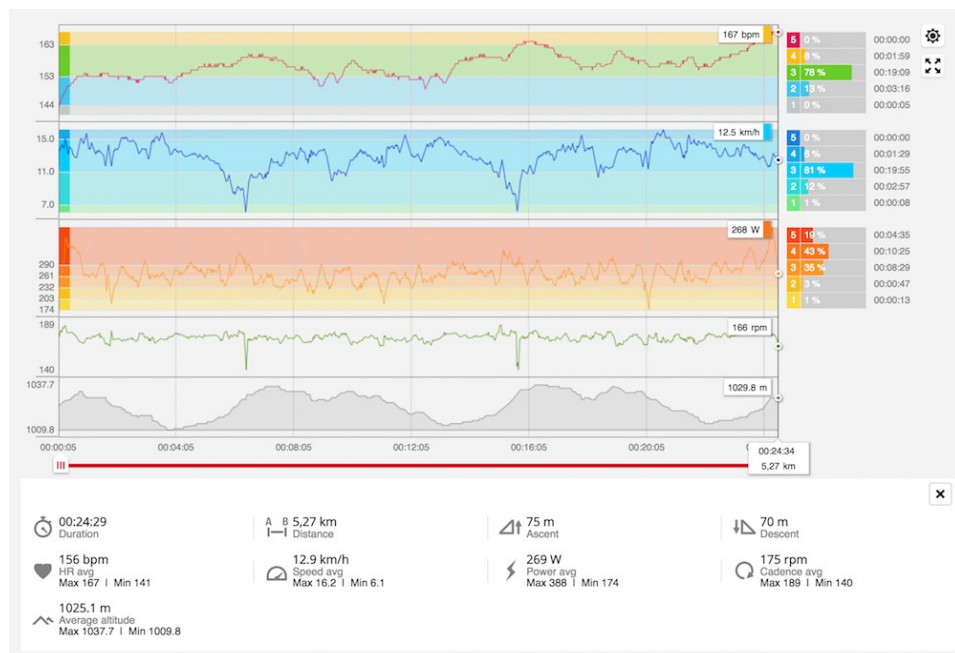 163
153
144
167 bpm
5 0 % 00:00:00
4 8 % 00:01:59
3 78 % 00:19:09
2 13 % 00:03:16
1 0 % 00:00:05
15.0
11.0
7.0
12.5 km/h
5 0 % 00:00:00
4 6 % 00:01:29
3 81 % 00:19:55
2 12 % 00:02:57
1 1 % 00:00:08
290
261
232
203
174
268 W
5 19 % 00:04:35
4 43 % 00:10:25
3 35 % 00:08:29
2 3 % 00:00:47
1 1 % 00:00:13
189
140
166 rpm
1037.7
1009.8
1029.8 m
00:00:05 00:04:05 00:08:05 00:12:05 00:16:05 00:20:05
00:24:34
5,27 km
00:24:29
Duration
A B 5,27 km
Distance
75 m
Ascent
70 m
Descent
156 bpm
HR avg
Max 167 | Min 141
12.9 km/h
Speed avg
Max 16.2 | Min 6.1
269 W
Power avg
Max 388 | Min 174
175 rpm
Cadence avg
Max 189 | Min 140
1025.1 m
Average altitude
Max 1037.7 | Min 1009.8